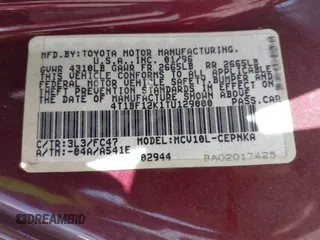 MFD.BY:TOYOTA MOTOR MANUFACTURING,
U.S.A., INC. 01/96
GVWR 4310LB GAWR FR 2665LB RR 2665LB
THIS VEHICLE CONFORMS TO ALL APPLICABLE
FEDERAL MOTOR VEHICLE SAFETY, BUMPER, AND
THEFT PREVENTION STANDARDS IN EFFECT ON
THE DATE OF MANUFACTURE SHOWN ABOVE.
4T1BF12K1TU129000 PASS.CAR
C/TR:3L3/FC47 MODEL:MCV10L-CEPNKA
A/TM:-04A/A541E
02944
BA02017425
DREAMBID